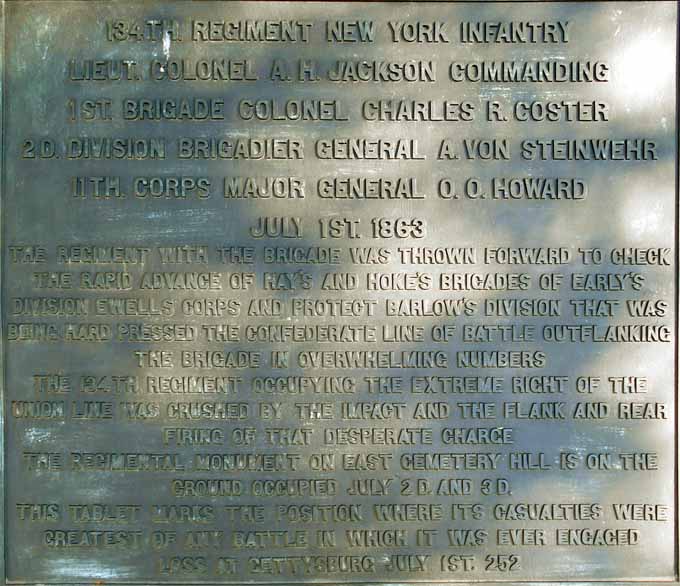 134TH. REGIMENT NEW YORK INFANTRY
LIEUT. COLONEL A. H. JACKSON COMMANDING
1ST. BRIGADE COLONEL CHARLES R. COSTER
2D. DIVISION BRIGADIER GENERAL A. VON STEINWEHR
11TH. CORPS MAJOR GENERAL O. O. HOWARD
JULY 1ST. 1863
THE REGIMENT WITH THE BRIGADE WAS THROWN FORWARD TO CHECK
THE RAPID ADVANCE OF HAY'S AND HOKE'S BRIGADES OF EARLY'S
DIVISION EWELLS CORPS AND PROTECT BARLOW'S DIVISION THAT WAS
BEING HARD PRESSED THE CONFEDERATE LINE OF BATTLE OUTFLANKING
THE BRIGADE IN OVERWHELMING NUMBERS
THE 134TH. REGIMENT OCCUPYING THE EXTREME RIGHT OF THE
UNION LINE WAS CRUSHED BY THE IMPACT AND THE FLANK AND REAR
FIRING OF THAT DESPERATE CHARGE
THE REGIMENTAL MONUMENT ON EAST CEMETERY HILL IS ON THE
GROUND OCCUPIED JULY 2D. AND 3D.
THIS TABLET MARKS THE POSITION WHERE ITS CASUALTIES WERE
GREATEST OF ANY BATTLE IN WHICH IT WAS EVER ENGAGED
LOSS AT GETTYSBURG JULY 1ST. 252